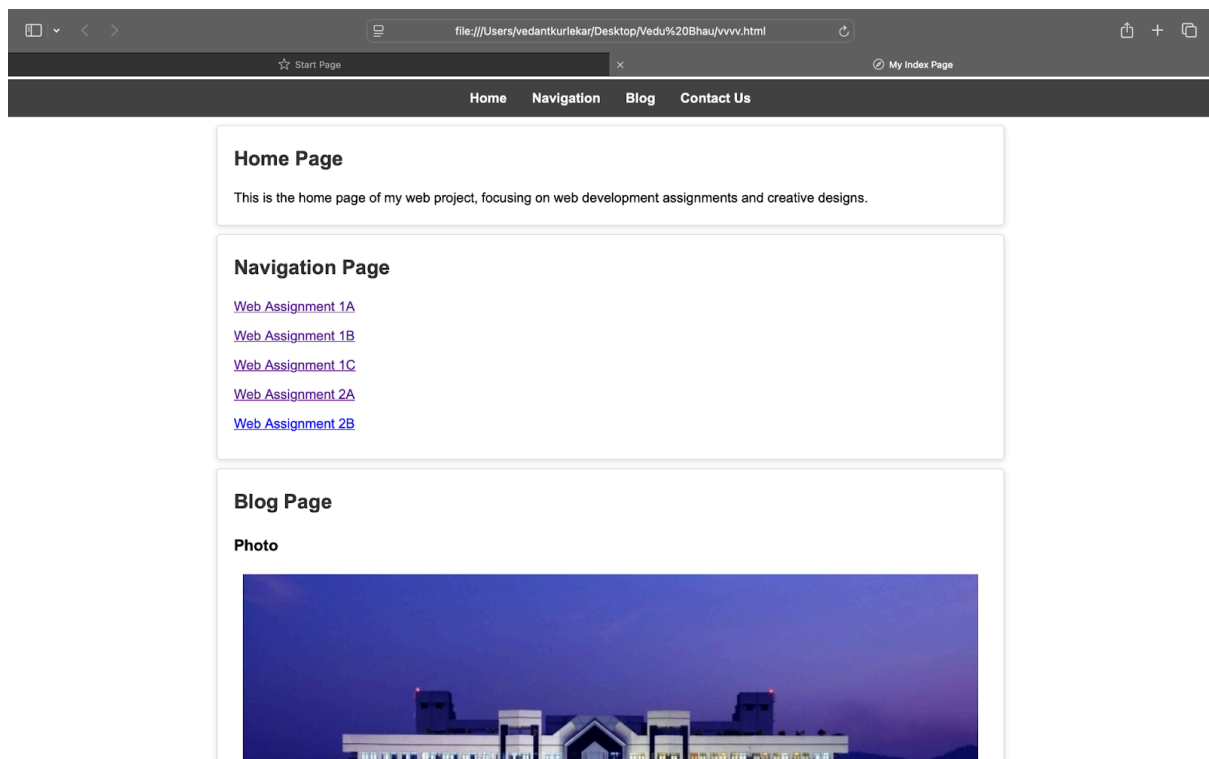 file:///Users/vedantkurlekar/Desktop/Vedu%20Bhau/vvvv.html
Start Page
My Index Page
Home Navigation Blog Contact Us
Home Page
This is the home page of my web project, focusing on web development assignments and creative designs.
Navigation Page
Web Assignment 1A
Web Assignment 1B
Web Assignment 1C
Web Assignment 2A
Web Assignment 2B
Blog Page
Photo